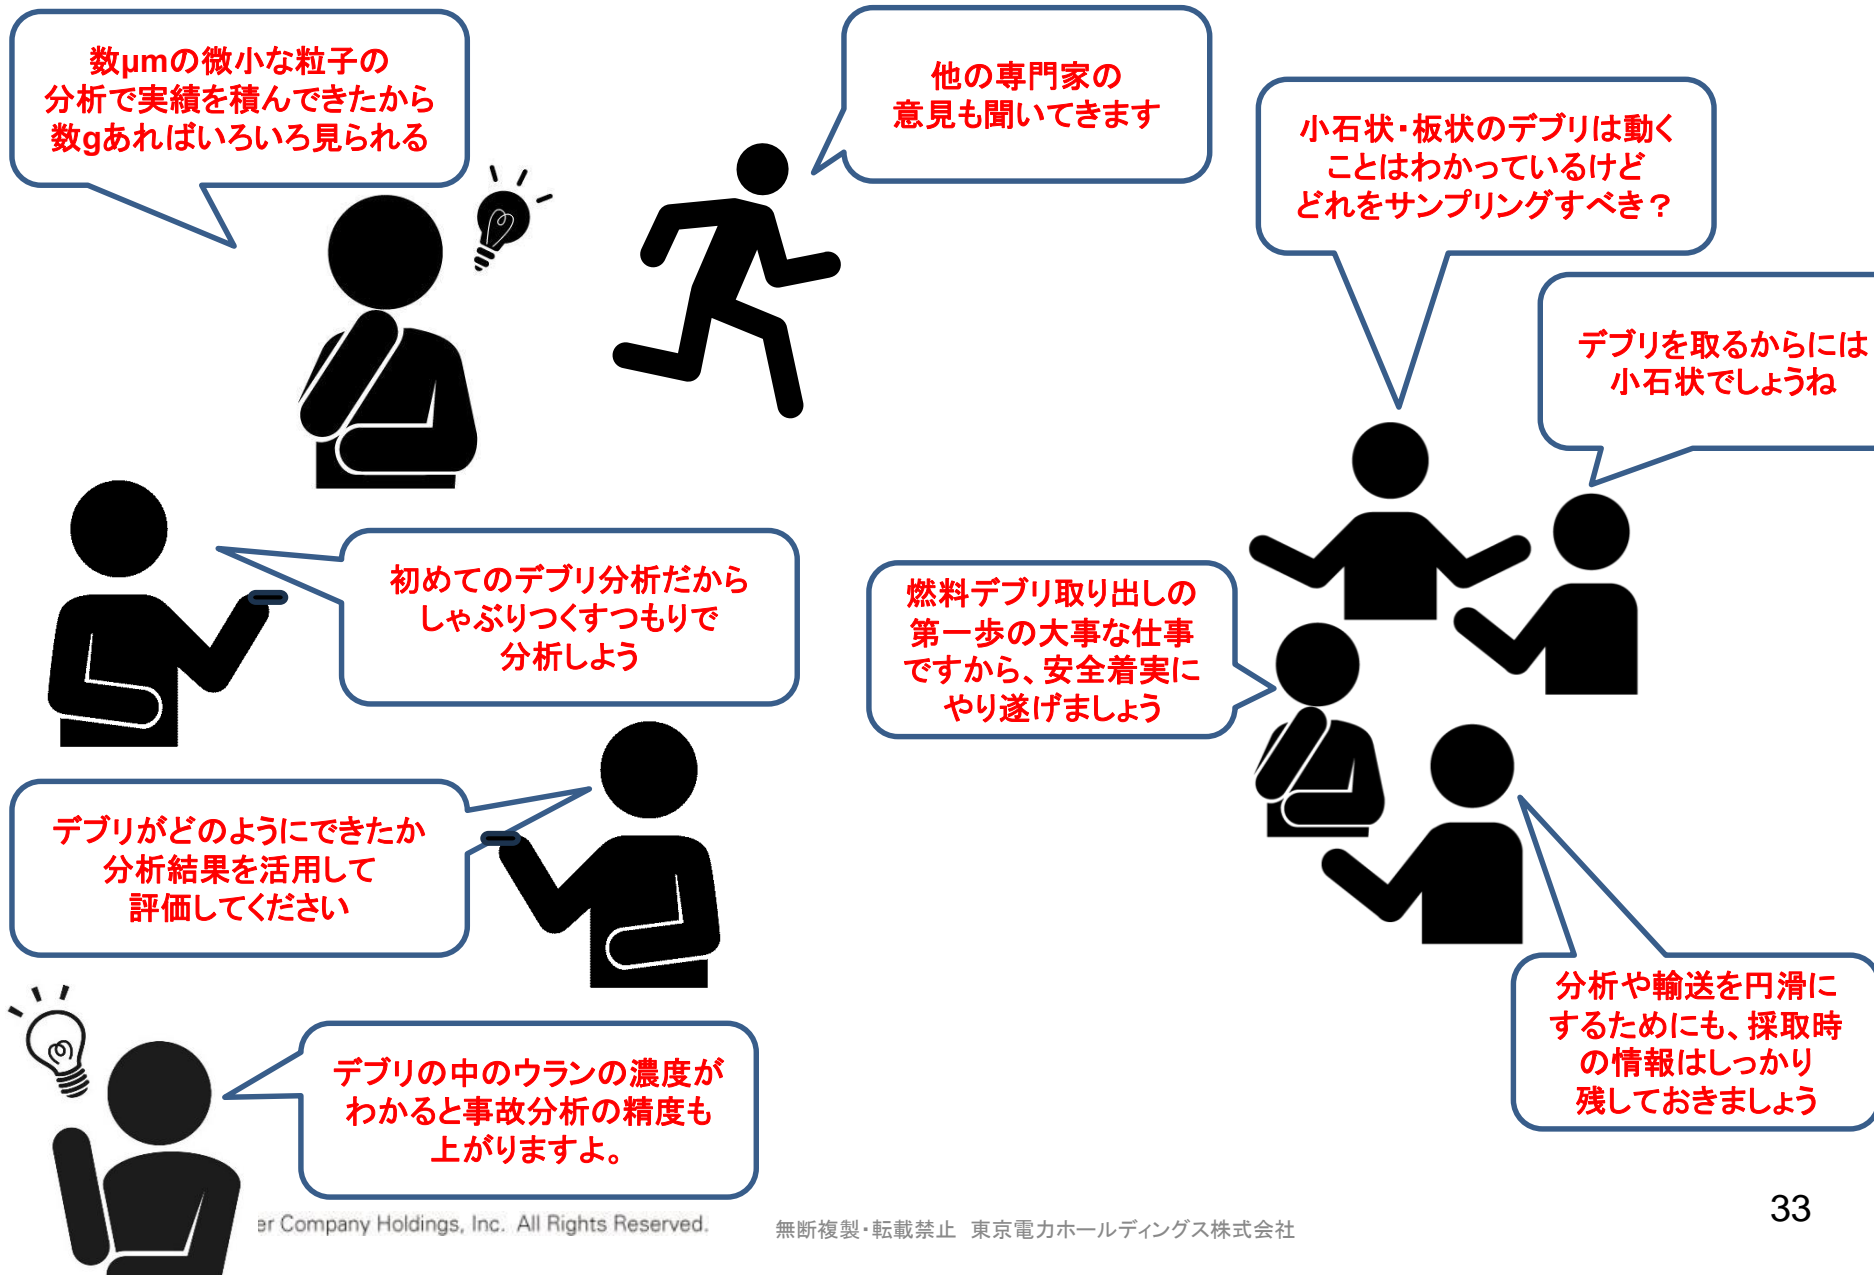 数μmの微小な粒子の
分析で実績を積んできたから
数gあればいろいろ見られる
他の専門家の
意見も聞いてきます
小石状・板状のデブリは動く
ことはわかっているけど
どれをサンプリングすべき？
デブリを取るからには
小石状でしょうね
初めてのデブリ分析だから
しゃぶりつくすつもりで
分析しよう
燃料デブリ取り出しの
第一歩の大事な仕事
ですから、安全着実に
やり遂げましょう
デブリがどのようにできたか
分析結果を活用して
評価してください
分析や輸送を円滑に
するためにも、採取時
の情報はしっかり
残しておきましょう
デブリの中のウランの濃度が
わかると事故分析の精度も
上がりますよ。
er Company Holdings, Inc. All Rights Reserved.
無断複製・転載禁止 東京電力ホールディングス株式会社
33